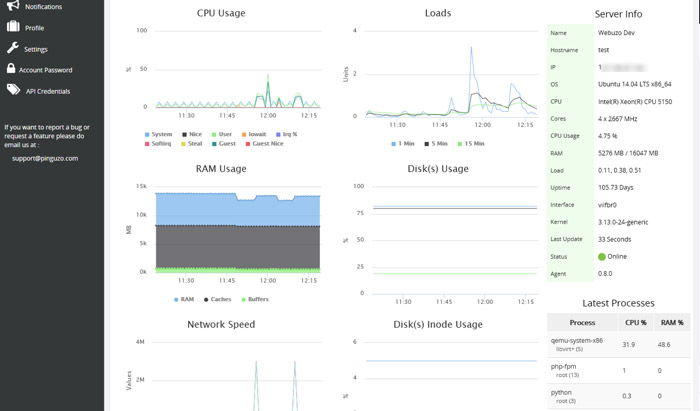 Notifications
Profile
Settings
Account Password
API Credentials
If you want to report a bug or
request a feature please do
email us at :
support@pinguzo.com
CPU Usage
100
50
0
%
11:30 11:45 12:00 12:15
System Nice User Iowait Irq %
Softirq Steal Guest Guest Nice
Loads
4
2
0
Units
11:30 11:45 12:00 12:15
1 Min 5 Min 15 Min
RAM Usage
15k
10k
5k
0k
MB
11:30 11:45 12:00 12:15
RAM Caches Buffers
Disk(s) Usage
100
75
50
25
0
%
11:30 11:45 12:00 12:15
Network Speed
4M
2M
Values
Disk(s) Inode Usage
6
4
2
%
Server Info
Name Webuzo Dev
Hostname test
IP 1
OS Ubuntu 14.04 LTS x86_64
CPU Intel(R) Xeon(R) CPU 5150
Cores 4 x 2667 MHz
CPU Usage 4.75 %
RAM 5276 MB / 16047 MB
Load 0.11, 0.38, 0.51
Uptime 105.73 Days
Interface viifbr0
Kernel 3.13.0-24-generic
Last Update 33 Seconds
Status Online
Agent 0.8.0
Latest Processes
Process CPU % RAM %
qemu-system-x86 31.9 48.6
libvirt+ (5)
php-fpm 1 0
root (13)
python 0.3 0
root (3)